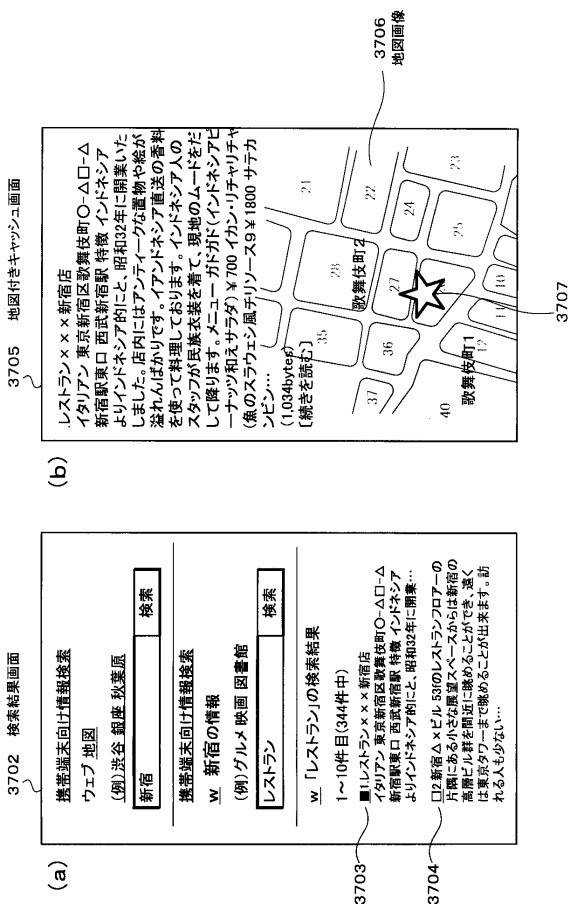 (a)
3702 検索結果画面
携帯端末向け情報検索
ウェブ 地図
(例)渋谷 銀座 秋葉原
新宿 検索
携帯端末向け情報検索
w 新宿の情報
(例)グルメ 映画 図書館
レストラン 検索
w 「レストラン」の検索結果
1~10件目(344件中)
3703
■1.レストラン×××新宿店
イタリアン 東京新宿区歌舞伎町○-△□-△
新宿駅東口 西武新宿駅 特徴 インドネシア
よりインドネシア的にと、昭和32年に開業…
3704
□2.新宿△×ビル 53fのレストランフロアーの
片隅にある小さな展望スペースからは新宿の
高層ビル群を間近に眺めることができ、遠く
は東京タワーまで眺めることが出来ます。訪
れる人も少ない…
(b)
3705 地図付きキャッシュ画面
レストラン×××新宿店
イタリアン 東京新宿区歌舞伎町○-△□-△
新宿駅東口 西武新宿駅 特徴 インドネシア
よりインドネシア的にと、昭和32年に開業いた
しました。店内にはアンティークな置物や絵が
溢れんばかりです。イアンドネシア直送の香料
を使って料理しております。インドネシア人の
スタッフが民族衣装を着て、現地のムードをだ
して降ります。メニュー ガドガド(インドネシアピ
ーナッツ和えサラダ)¥700 イカン・リチャリチャ
(魚のスラウェシ風チリソース9¥1800 サテカ
ンビン…
(1,034bytes)
[続きを読む]
35
28
21
22
歌舞伎町2
37
36
27
24
23
25
40
歌舞伎町1
12
11
10
3706
地図画像
3707